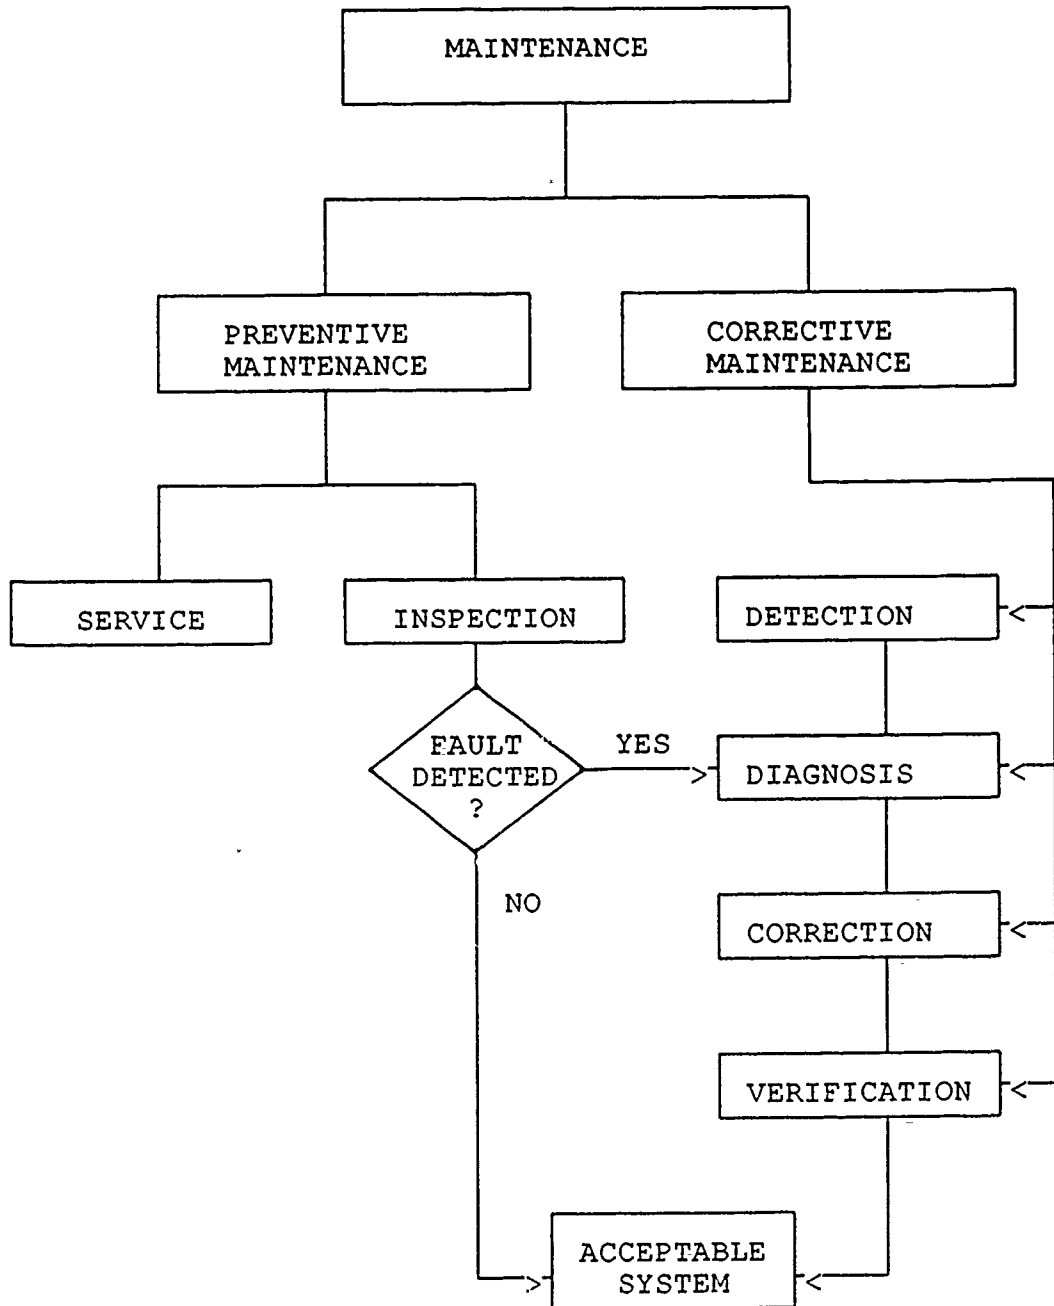 MAINTENANCE
PREVENTIVE
MAINTENANCE
CORRECTIVE
MAINTENANCE
SERVICE
INSPECTION
DETECTION
FAULT
DETECTED
?
YES
DIAGNOSIS
NO
CORRECTION
VERIFICATION
ACCEPTABLE
SYSTEM